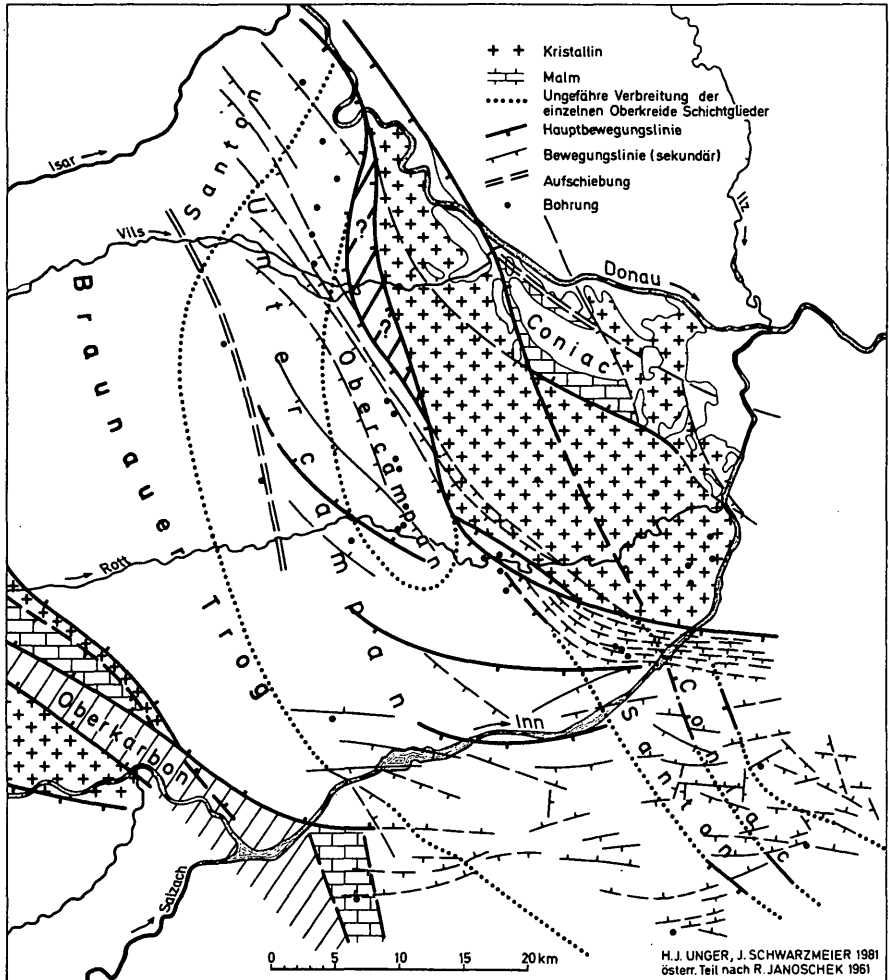 Kristallin
Malm
Ungefähre Verbreitung der
einzelnen Oberkreide Schichtglieder
Hauptbewegungslinie
Bewegungslinie (sekundär)
Aufschiebung
Bohrung
Isar
Santon
Ilz
Vils
Donau
?
?
Untercampan
Obercampan
Coniac
Braunauer Trog
Rott
Oberkarbon
Inn
Santon
Coniac
Salzach
0 5 10 15 20 km
H.J. UNGER, J. SCHWARZMEIER 1981
österr. Teil nach R. JANOSCHEK 1961